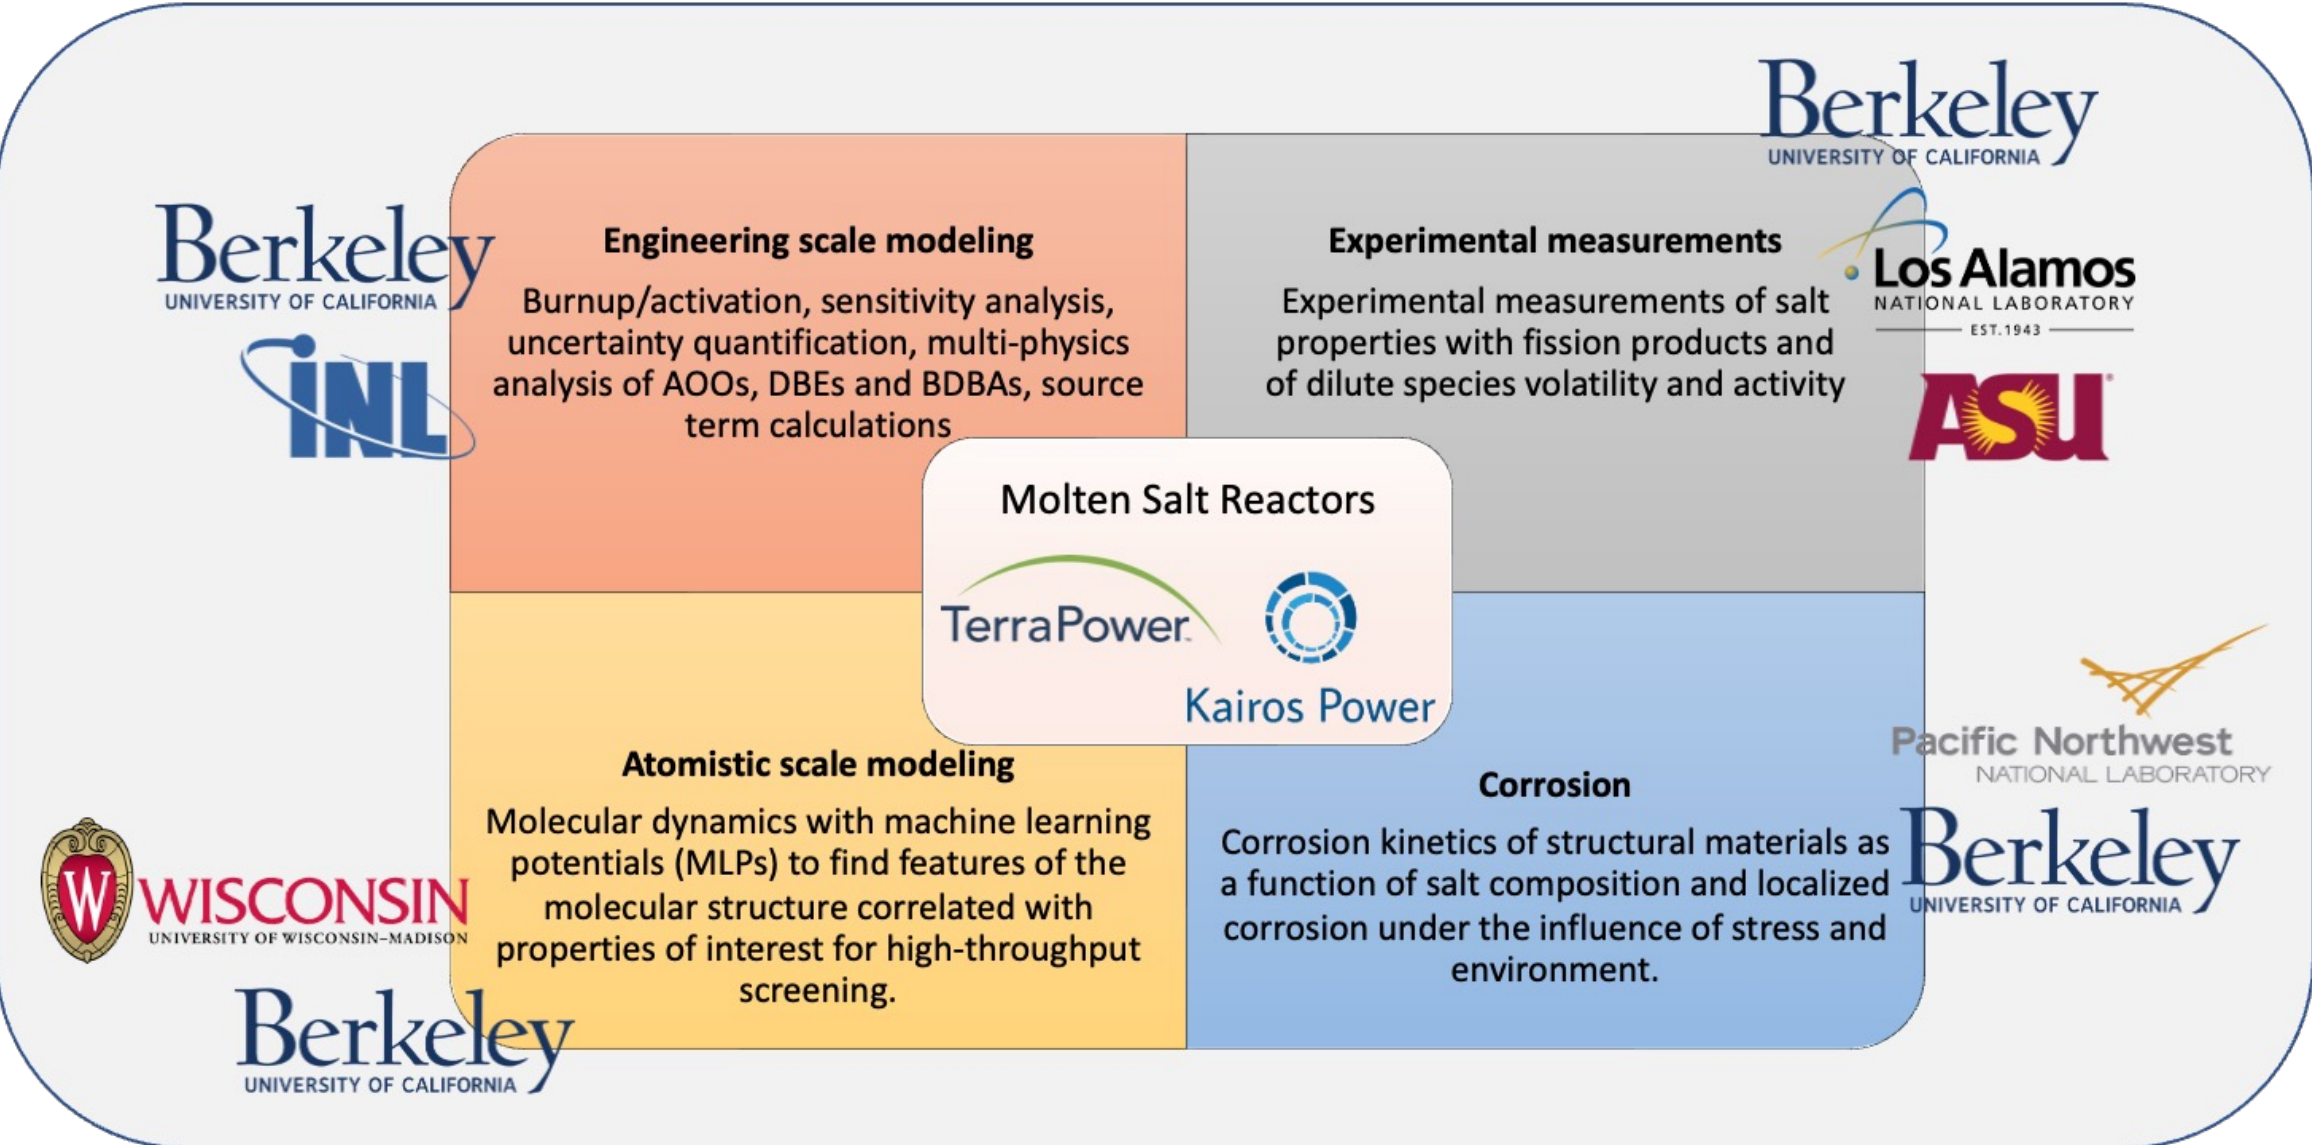 Berkeley
UNIVERSITY OF CALIFORNIA
INL
Engineering scale modeling
Burnup/activation, sensitivity analysis,
uncertainty quantification, multi-physics
analysis of AOOs, DBEs and BDBAs, source
term calculations
Experimental measurements
Experimental measurements of salt
properties with fission products and
of dilute species volatility and activity
Berkeley
UNIVERSITY OF CALIFORNIA
Los Alamos
NATIONAL LABORATORY
EST.1943
ASU
Molten Salt Reactors
TerraPower
Kairos Power
W
WISCONSIN
UNIVERSITY OF WISCONSIN–MADISON
Berkeley
UNIVERSITY OF CALIFORNIA
Atomistic scale modeling
Molecular dynamics with machine learning
potentials (MLPs) to find features of the
molecular structure correlated with
properties of interest for high-throughput
screening.
Corrosion
Corrosion kinetics of structural materials as
a function of salt composition and localized
corrosion under the influence of stress and
environment.
Pacific Northwest
NATIONAL LABORATORY
Berkeley
UNIVERSITY OF CALIFORNIA